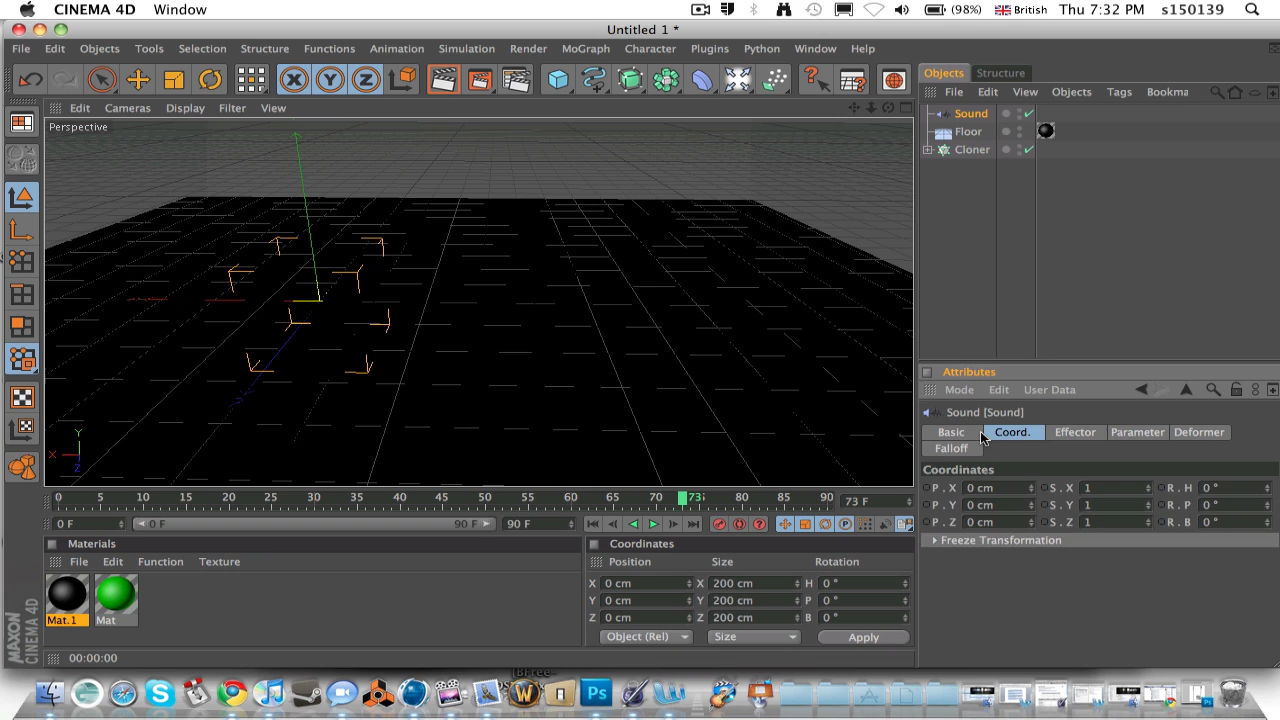 CINEMA 4D Window (98%) British Thu 7:32 PM s150139
Untitled 1 *
File Edit Objects Tools Selection Structure Functions Animation Simulation Render MoGraph Character Plugins Python Window Help
X Y Z
Objects Structure
File Edit View Objects Tags Bookma
Edit Cameras Display Filter View
Perspective
Sound
Floor
Cloner
Attributes
Mode Edit User Data
Sound [Sound]
Basic Coord. Effector Parameter Deformer
Falloff
Coordinates
P . X 0 cm S . X 1 R . H 0 °
P . Y 0 cm S . Y 1 R . P 0 °
P . Z 0 cm S . Z 1 R . B 0 °
Freeze Transformation
Y
X
Z
0 5 10 15 20 25 30 35 40 45 50 55 60 65 70 73 80 85 90 73 F
0 F 0 F 90 F 90 F
Materials
File Edit Function Texture
Mat.1 Mat
Coordinates
Position Size Rotation
X 0 cm X 200 cm H 0 °
Y 0 cm Y 200 cm P 0 °
Z 0 cm Z 200 cm B 0 °
Object (Rel) Size Apply
MAXON
CINEMA 4D
00:00:00
[BFree-